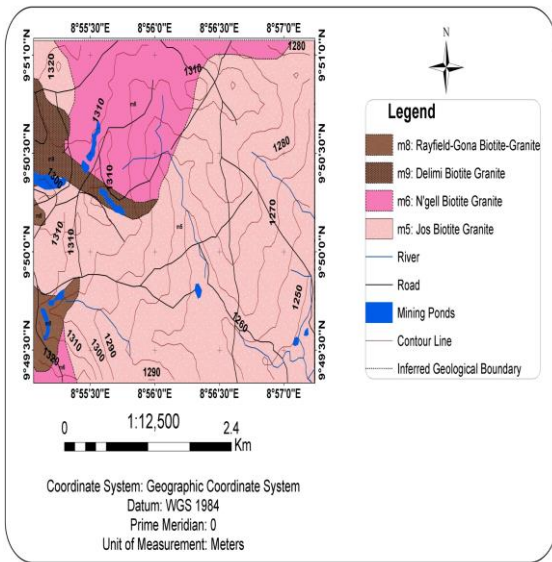 8°55'30"E 8°56'0"E 8°56'30"E 8°57'0"E
9°51'0"N
9°50'30"N
9°50'0"N
9°49'30"N
1320
1310
1280
1310
1280
1310
1300
1270
1310
m5
1250
1260
1290
1310
1300
1320
1290
9°51'0"N
9°50'30"N
9°50'0"N
9°49'30"N
8°55'30"E 8°56'0"E 8°56'30"E 8°57'0"E
N
Legend
m8: Rayfield-Gona Biotite-Granite
m9: Delimi Biotite Granite
m6: N'gell Biotite Granite
m5: Jos Biotite Granite
River
Road
Mining Ponds
Contour Line
Inferred Geological Boundary
1:12,500
0 2.4
Km
Coordinate System: Geographic Coordinate System
Datum: WGS 1984
Prime Meridian: 0
Unit of Measurement: Meters